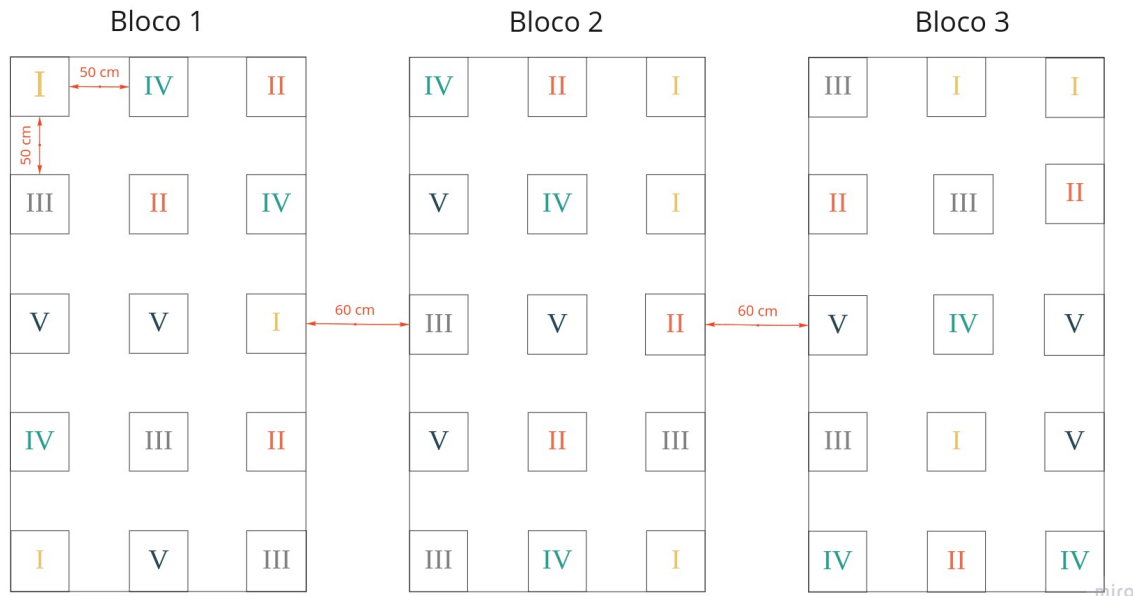 Bloco 1 Bloco 2 Bloco 3
I 50 cm IV II IV II I III I I
50 cm
III II IV V IV I II III II
V V I 60 cm III V II 60 cm V IV V
IV III II V II III III I V
I V III III IV I IV II IV
miro